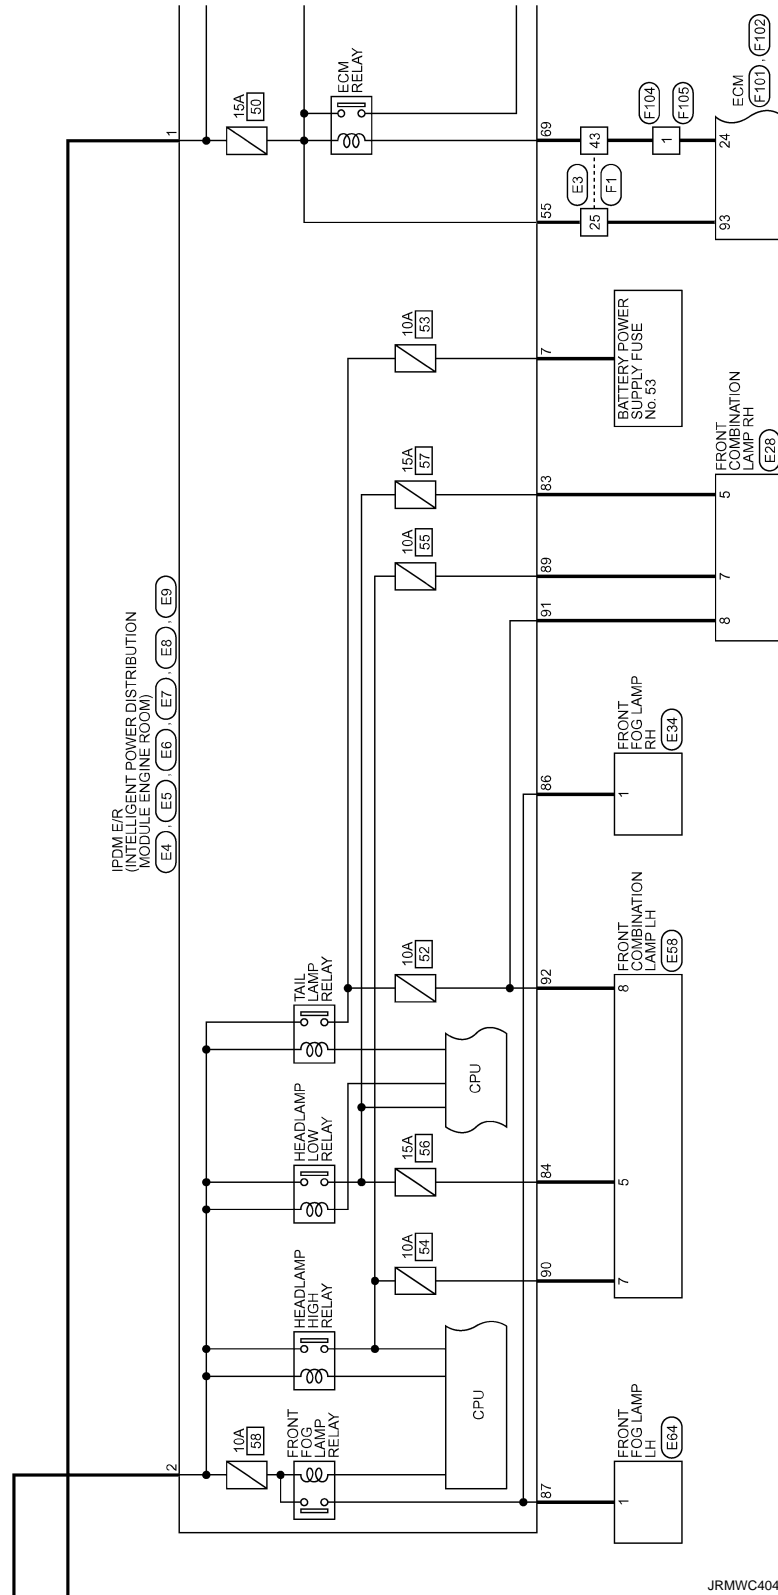 IPDM E/R
(INTELLIGENT POWER DISTRIBUTION
MODULE ENGINE ROOM)
E4 , E5 , E6 , E7 , E8 , E9
2
1
10A
58
FRONT
FOG
LAMP
RELAY
HEADLAMP
HIGH
RELAY
HEADLAMP
LOW
RELAY
TAIL
LAMP
RELAY
15A
50
ECM
RELAY
CPU
CPU
10A
54
15A
56
10A
52
10A
55
15A
57
10A
53
87
90
84
92
86
91
89
83
7
55
69
25
43
E3
F1
F104
1
F105
1
FRONT
FOG LAMP
LH
E64
7
5
8
FRONT
COMBINATION
LAMP LH
E58
1
FRONT
FOG LAMP
RH
E34
8
7
5
FRONT
COMBINATION
LAMP RH
E28
BATTERY POWER
SUPPLY FUSE
No. 53
93
24
ECM
F101 , F102
JRMWC404